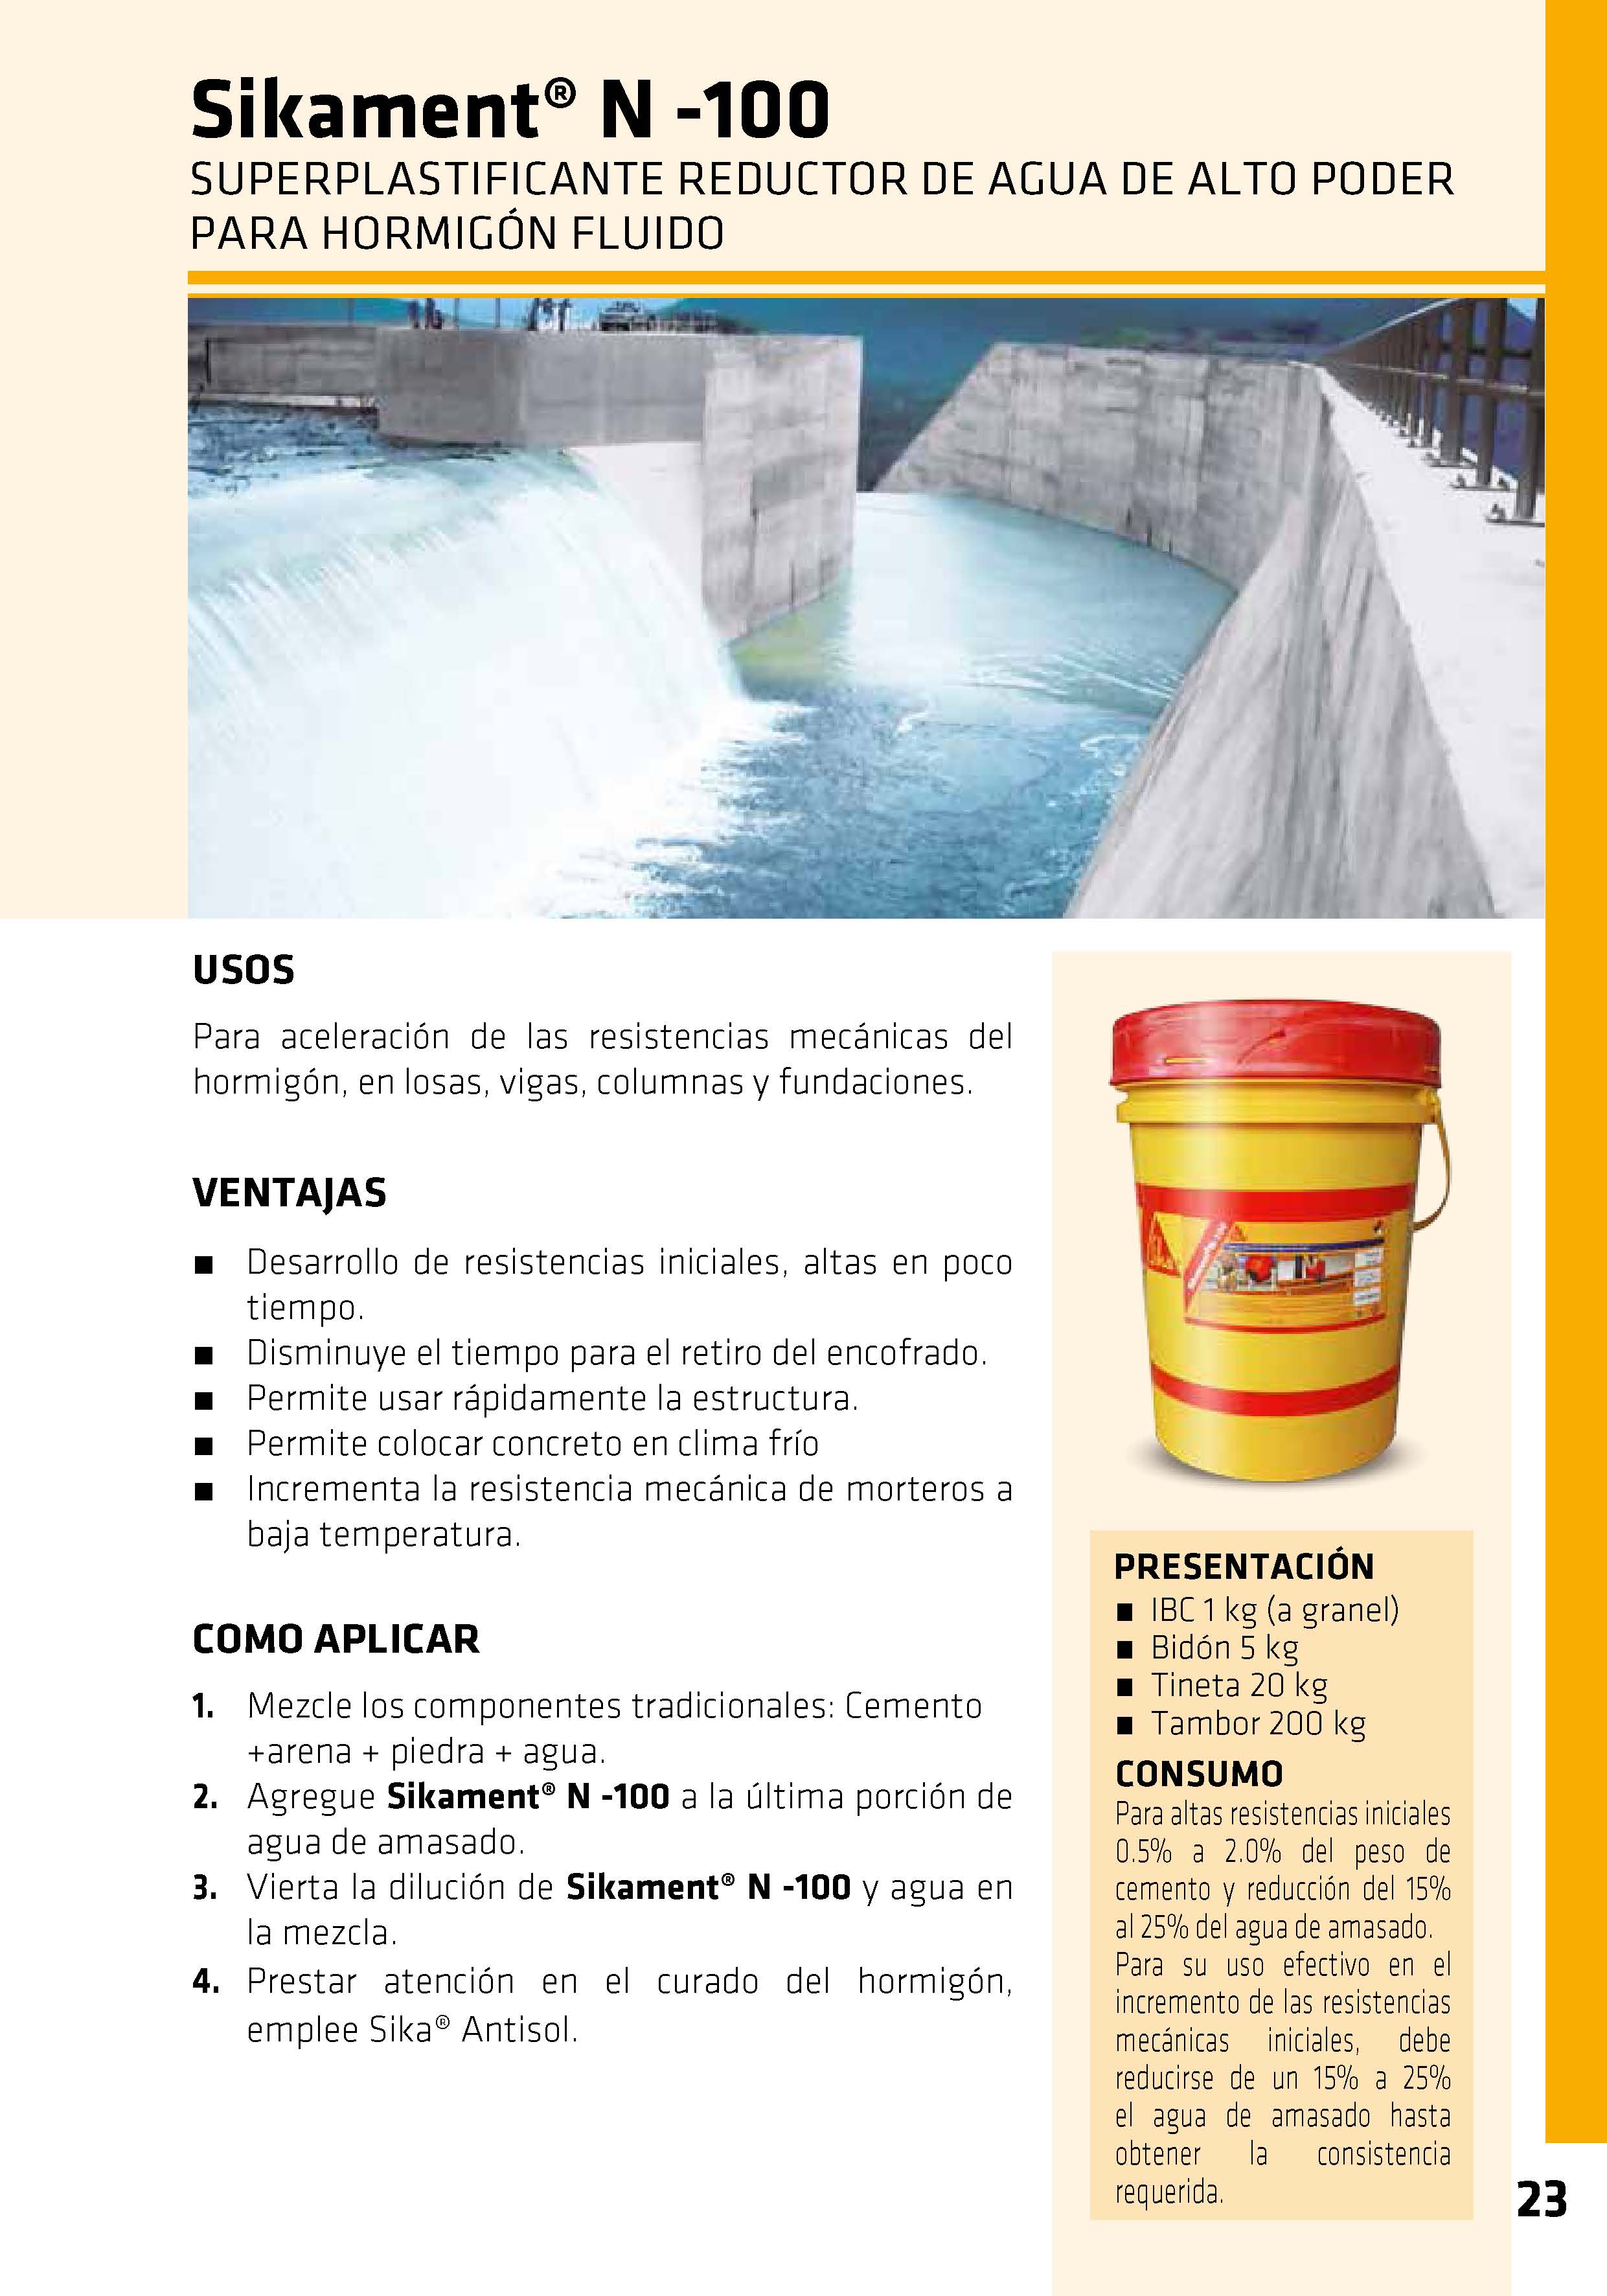 Sikament® N -100
SUPERPLASTIFICANTE REDUCTOR DE AGUA DE ALTO PODER
PARA HORMIGÓN FLUIDO
USOS
Para aceleración de las resistencias mecánicas del
hormigón, en losas, vigas, columnas y fundaciones.
VENTAJAS
■ Desarrollo de resistencias iniciales, altas en poco
tiempo.
■ Disminuye el tiempo para el retiro del encofrado.
■ Permite usar rápidamente la estructura.
■ Permite colocar concreto en clima frío
■ Incrementa la resistencia mecánica de morteros a
baja temperatura.
COMO APLICAR
1. Mezcle los componentes tradicionales: Cemento
+arena + piedra + agua.
2. Agregue Sikament® N -100 a la última porción de
agua de amasado.
3. Vierta la dilución de Sikament® N -100 y agua en
la mezcla.
4. Prestar atención en el curado del hormigón,
emplee Sika® Antisol.
PRESENTACIÓN
■ IBC 1 kg (a granel)
■ Bidón 5 kg
■ Tineta 20 kg
■ Tambor 200 kg
CONSUMO
Para altas resistencias iniciales
0.5% a 2.0% del peso de
cemento y reducción del 15%
al 25% del agua de amasado.
Para su uso efectivo en el
incremento de las resistencias
mecánicas iniciales, debe
reducirse de un 15% a 25%
el agua de amasado hasta
obtener la consistencia
requerida.
23